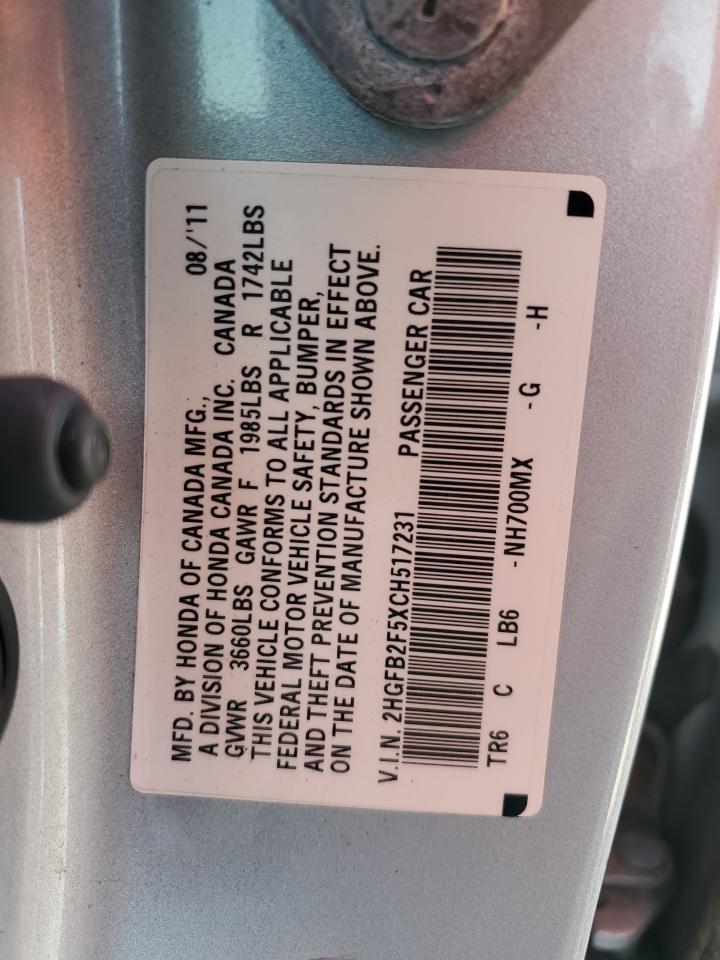 MFD. BY HONDA OF CANADA MFG., 08/'11
A DIVISION OF HONDA CANADA INC. CANADA
GVWR 3660LBS GAWR F 1985LBS R 1742LBS
THIS VEHICLE CONFORMS TO ALL APPLICABLE
FEDERAL MOTOR VEHICLE SAFETY, BUMPER,
AND THEFT PREVENTION STANDARDS IN EFFECT
ON THE DATE OF MANUFACTURE SHOWN ABOVE.
V.I.N. 2HGFB2F5XCH517231 PASSENGER CAR
TR6 C LB6 -NH700MX -G -H